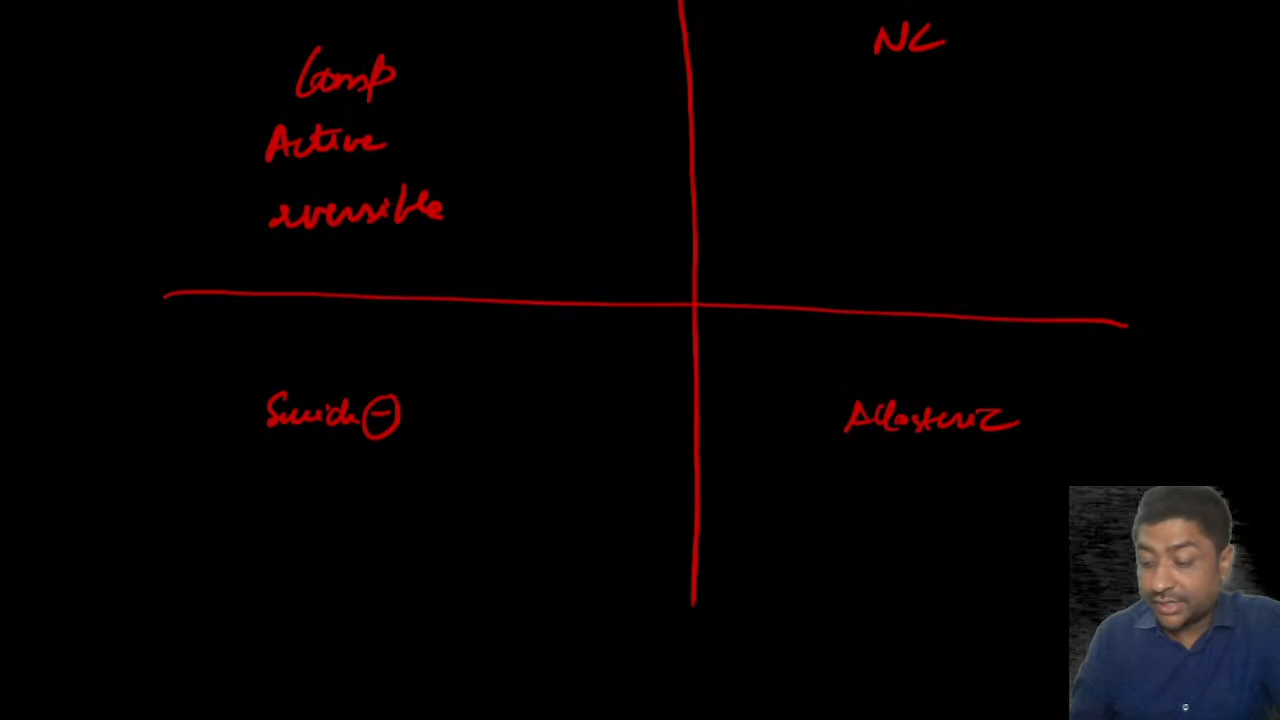 Comp
NC
Active
reversible
Suicide ⊖
Allosteric